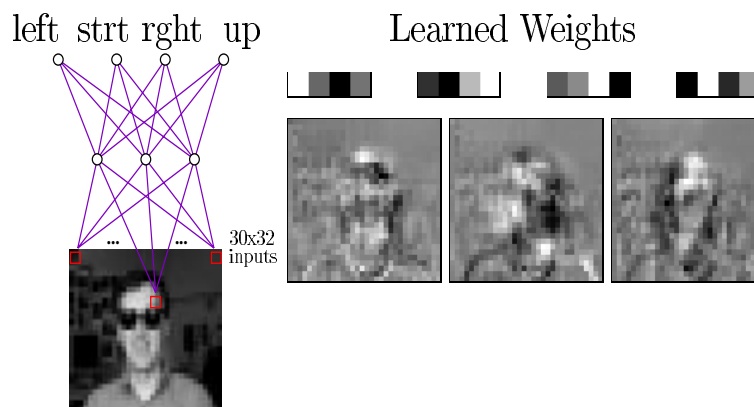 left strt rght up
Learned Weights
... ...
30x32
inputs